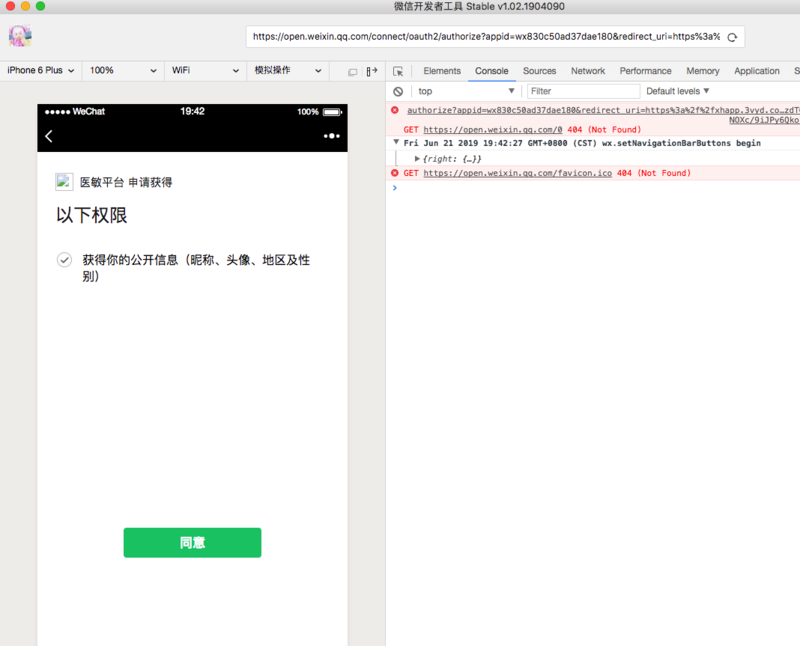 微信开发者工具 Stable v1.02.1904090
https://open.weixin.qq.com/connect/oauth2/authorize?appid=wx830c50ad37dae180&redirect_uri=https%3a%
iPhone 6 Plus 100% WiFi 模拟操作
Elements Console Sources Network Performance Memory Application S
top Filter Default levels
WeChat 19:42 100%
医敏平台 申请获得
以下权限
获得你的公开信息（昵称、头像、地区及性
别）
同意
authorize?appid=wx830c50ad37dae180&redirect_uri=https%3a%2f%2fxhapp.3vyd.co…zdT
NOXc/9iJPy6Qko
GET https://open.weixin.qq.com/0 404 (Not Found)
Fri Jun 21 2019 19:42:27 GMT+0800 (CST) wx.setNavigationBarButtons begin
{right: {…}}
GET https://open.weixin.qq.com/favicon.ico 404 (Not Found)